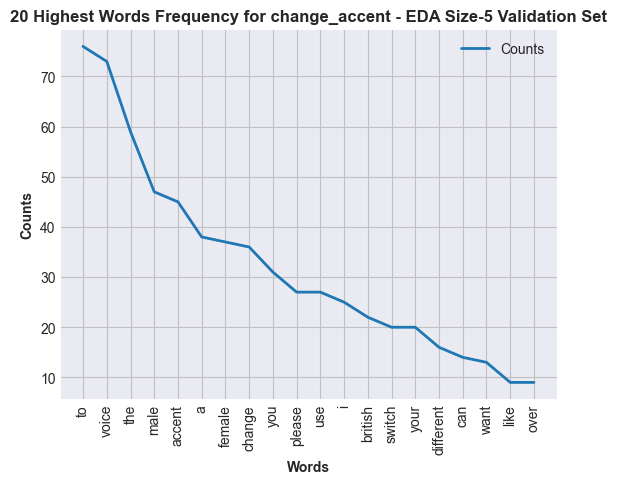 20 Highest Words Frequency for change_accent - EDA Size-5 Validation Set
Counts
70
60
50
40
30
20
10
Counts
to
voice
the
male
accent
a
female
change
you
please
use
i
british
switch
your
different
can
want
like
over
Words